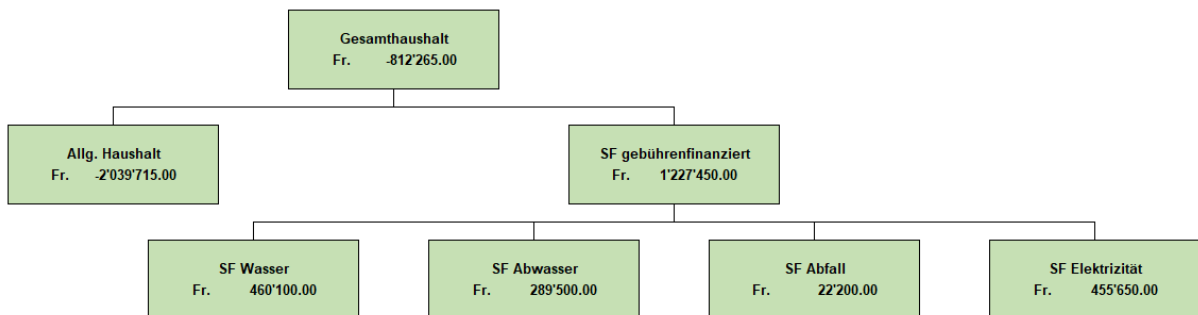 Gesamthaushalt
Fr. -812'265.00
Allg. Haushalt
Fr. -2'039'715.00
SF gebührenfinanziert
Fr. 1'227'450.00
SF Wasser
Fr. 460'100.00
SF Abwasser
Fr. 289'500.00
SF Abfall
Fr. 22'200.00
SF Elektrizität
Fr. 455'650.00